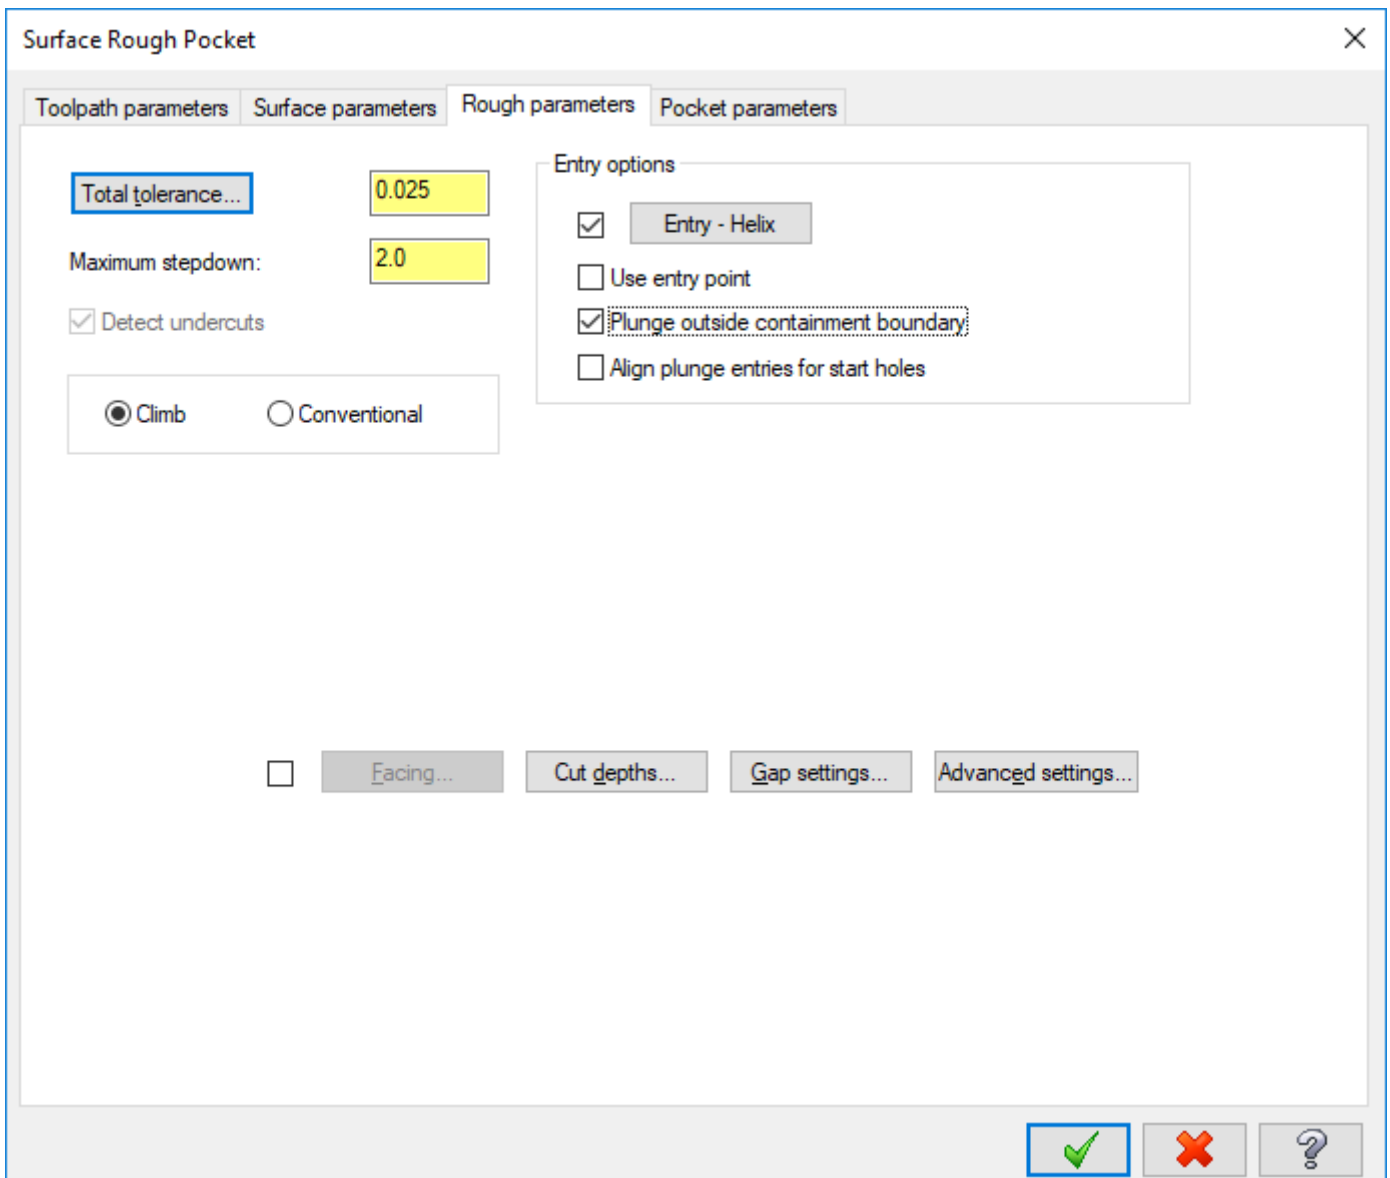 Surface Rough Pocket
Toolpath parameters Surface parameters Rough parameters Pocket parameters
Total tolerance... 0.025
Maximum stepdown: 2.0
Detect undercuts
Climb Conventional
Entry options
Entry - Helix
Use entry point
Plunge outside containment boundary
Align plunge entries for start holes
Facing... Cut depths... Gap settings... Advanced settings...